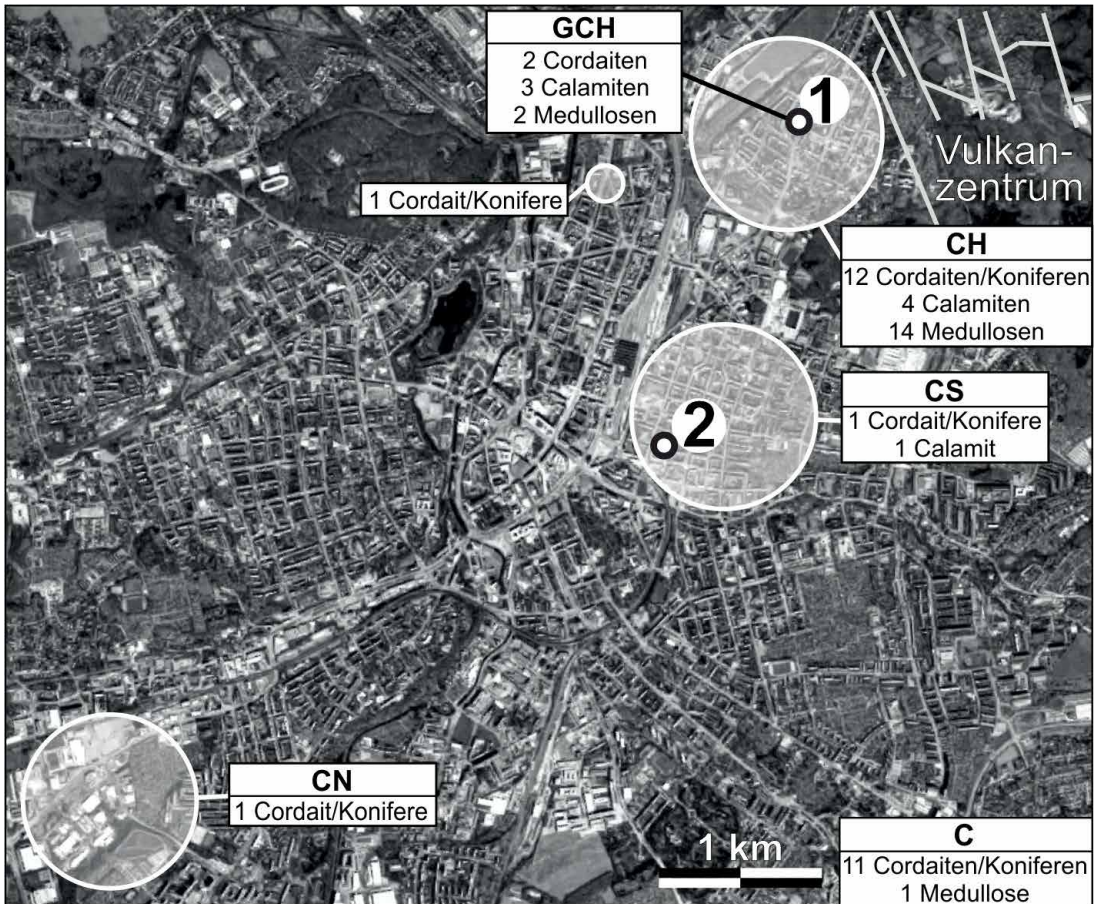 GCH
2 Cordaiten
3 Calamiten
2 Medullosen
1
Vulkan-
zentrum
1 Cordait/Konifere
CH
12 Cordaiten/Koniferen
4 Calamiten
14 Medullosen
CS
1 Cordait/Konifere
1 Calamit
2
CN
1 Cordait/Konifere
1 km
C
11 Cordaiten/Koniferen
1 Medullose